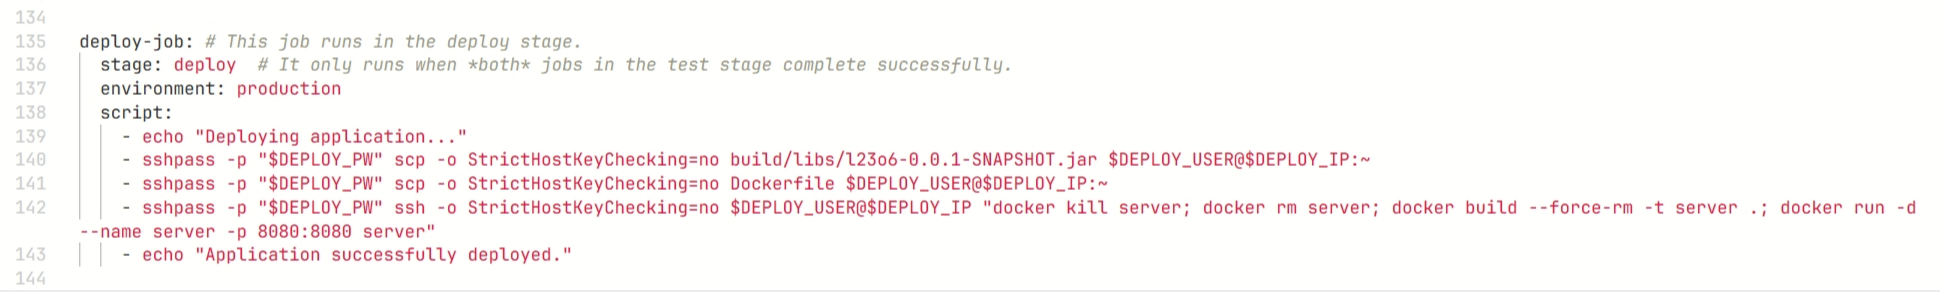 134
135 deploy-job: # This job runs in the deploy stage.
136 stage: deploy  # It only runs when *both* jobs in the test stage complete successfully.
137 environment: production
138 script:
139 - echo "Deploying application..."
140 - sshpass -p "$DEPLOY_PW" scp -o StrictHostKeyChecking=no build/libs/l23o6-0.0.1-SNAPSHOT.jar $DEPLOY_USER@$DEPLOY_IP:~
141 - sshpass -p "$DEPLOY_PW" scp -o StrictHostKeyChecking=no Dockerfile $DEPLOY_USER@$DEPLOY_IP:~
142 - sshpass -p "$DEPLOY_PW" ssh -o StrictHostKeyChecking=no $DEPLOY_USER@$DEPLOY_IP "docker kill server; docker rm server; docker build --force-rm -t server .; docker run -d
--name server -p 8080:8080 server"
143 - echo "Application successfully deployed."
144